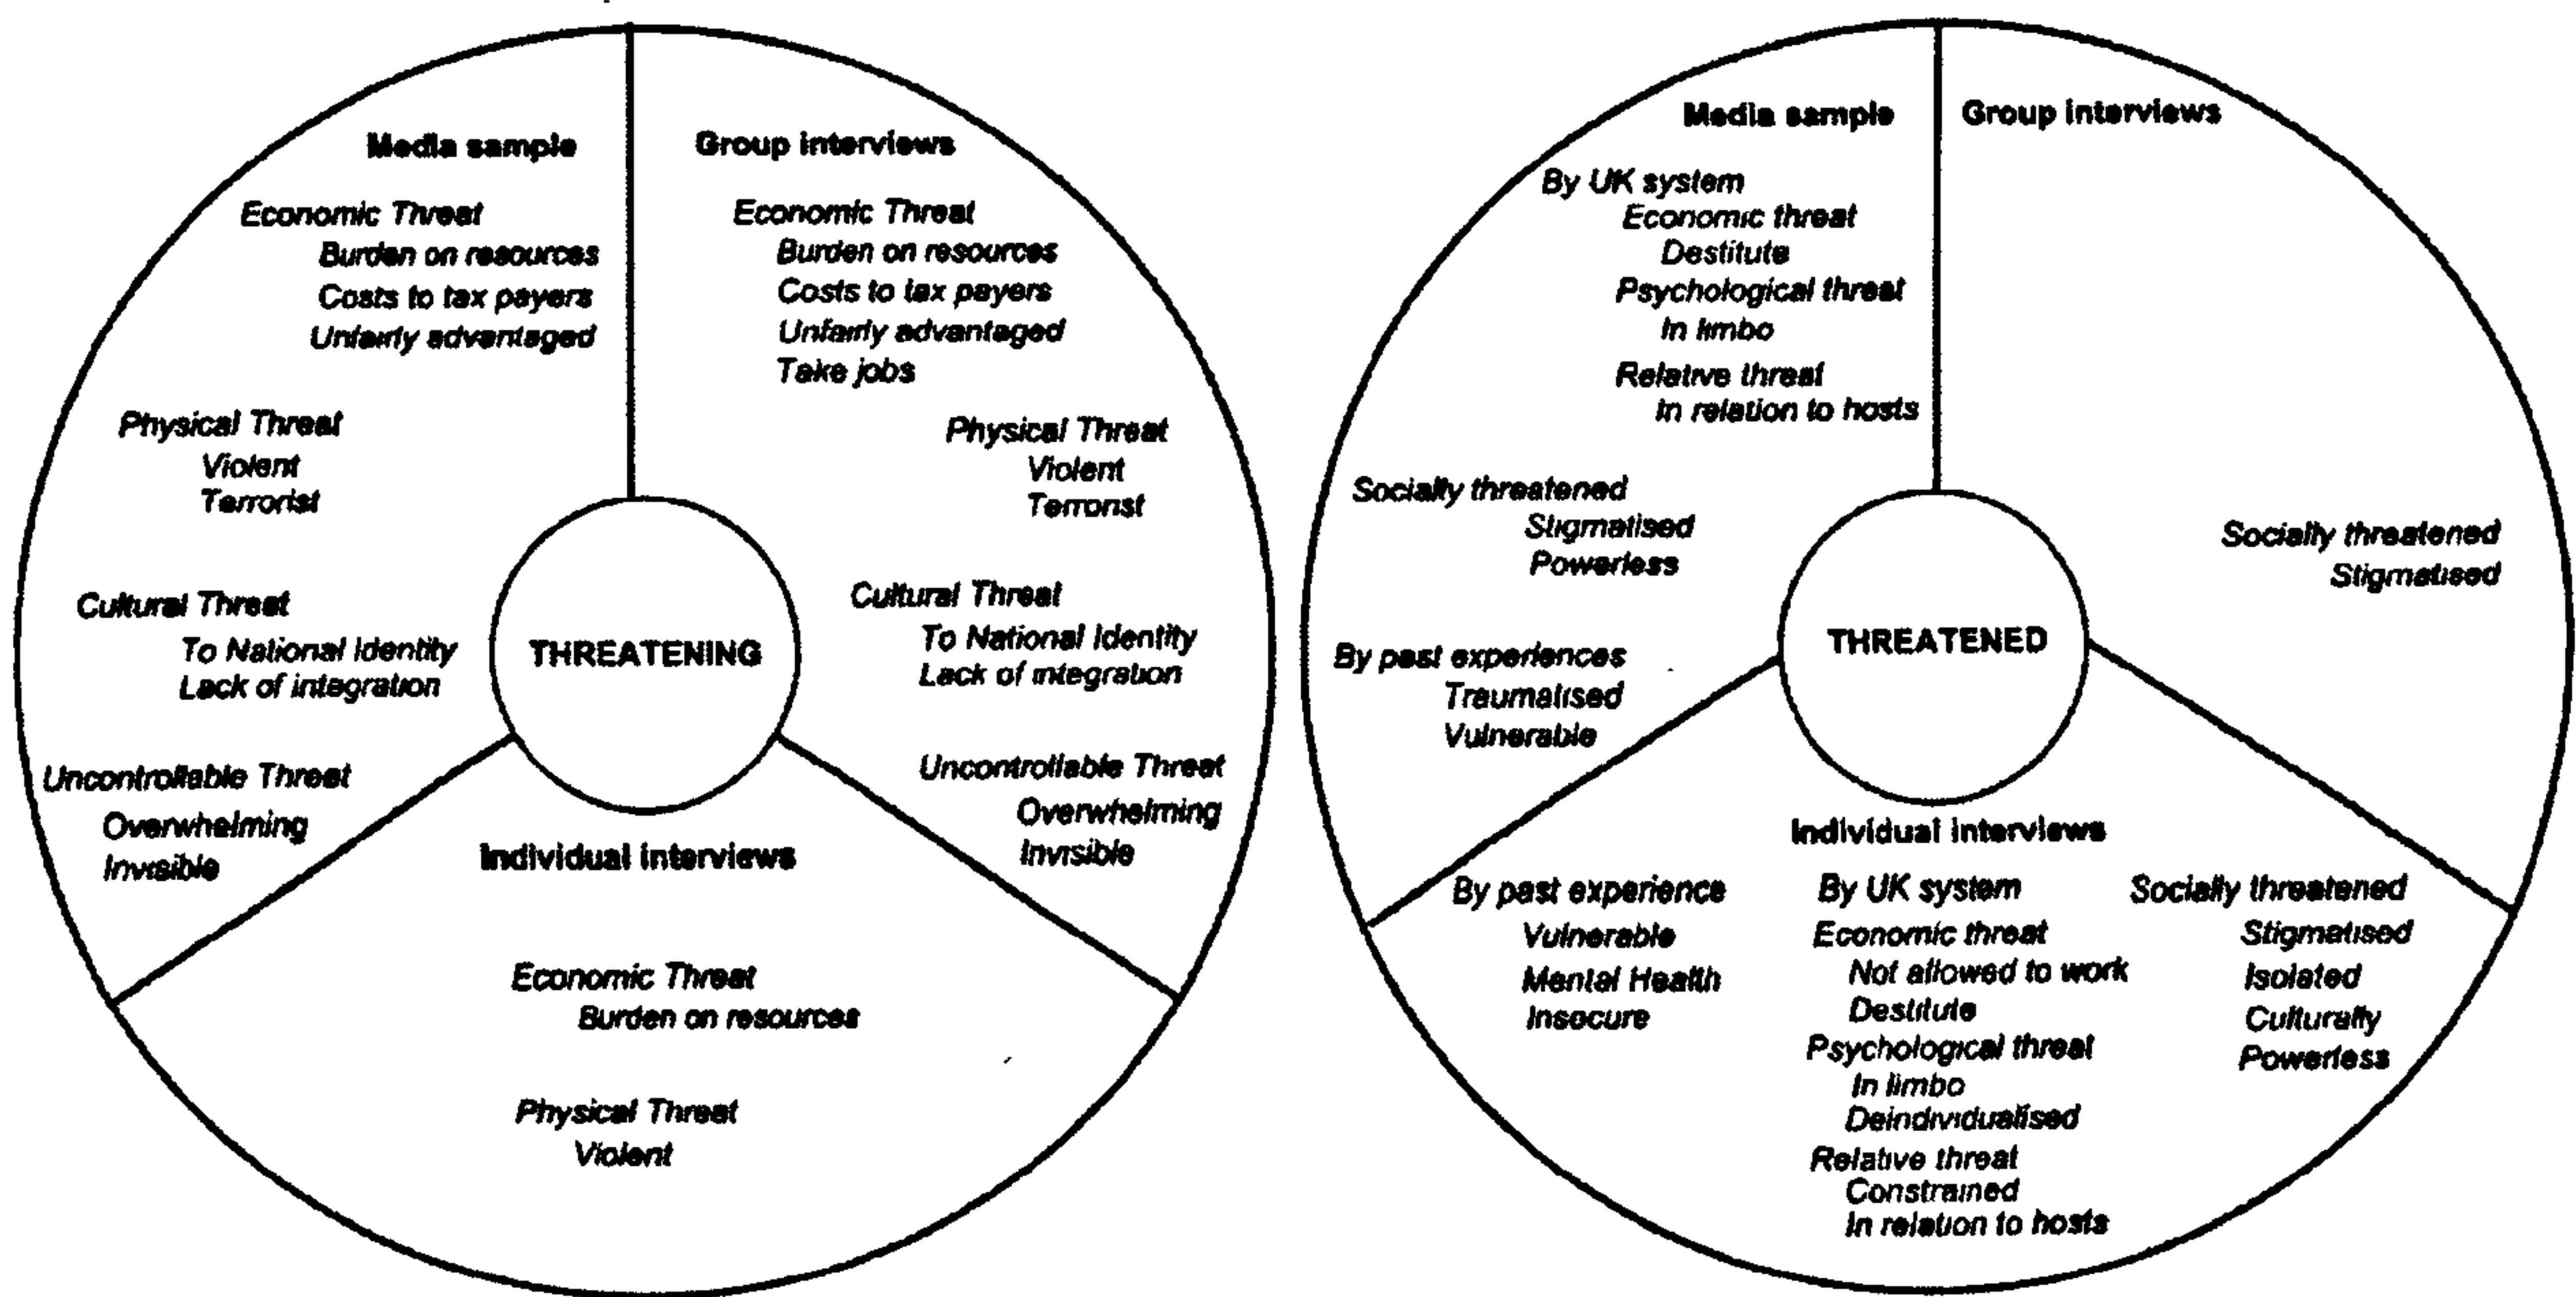 Media sample
Economic Threat
Burden on resources
Costs to tax payers
Unfairly advantaged
Physical Threat
Violent
Terrorist
Cultural Threat
To National Identity
Lack of integration
Uncontrollable Threat
Overwhelming
Invisible
Group interviews
Economic Threat
Burden on resources
Costs to tax payers
Unfairly advantaged
Take jobs
Physical Threat
Violent
Terrorist
Cultural Threat
To National Identity
Lack of integration
Uncontrollable Threat
Overwhelming
Invisible
THREATENING
Individual interviews
Economic Threat
Burden on resources
Physical Threat
Violent
Media sample
By UK system
Economic threat
Destitute
Psychological threat
In limbo
Relative threat
In relation to hosts
Socially threatened
Stigmatised
Powerless
By past experiences
Traumatised
Vulnerable
Group interviews
Socially threatened
Stigmatised
THREATENED
Individual interviews
By past experience
Vulnerable
Mental Health
Insecure
By UK system
Economic threat
Not allowed to work
Destitute
Psychological threat
In limbo
Deindividualised
Relative threat
Constrained
In relation to hosts
Socially threatened
Stigmatised
Isolated
Culturally
Powerless